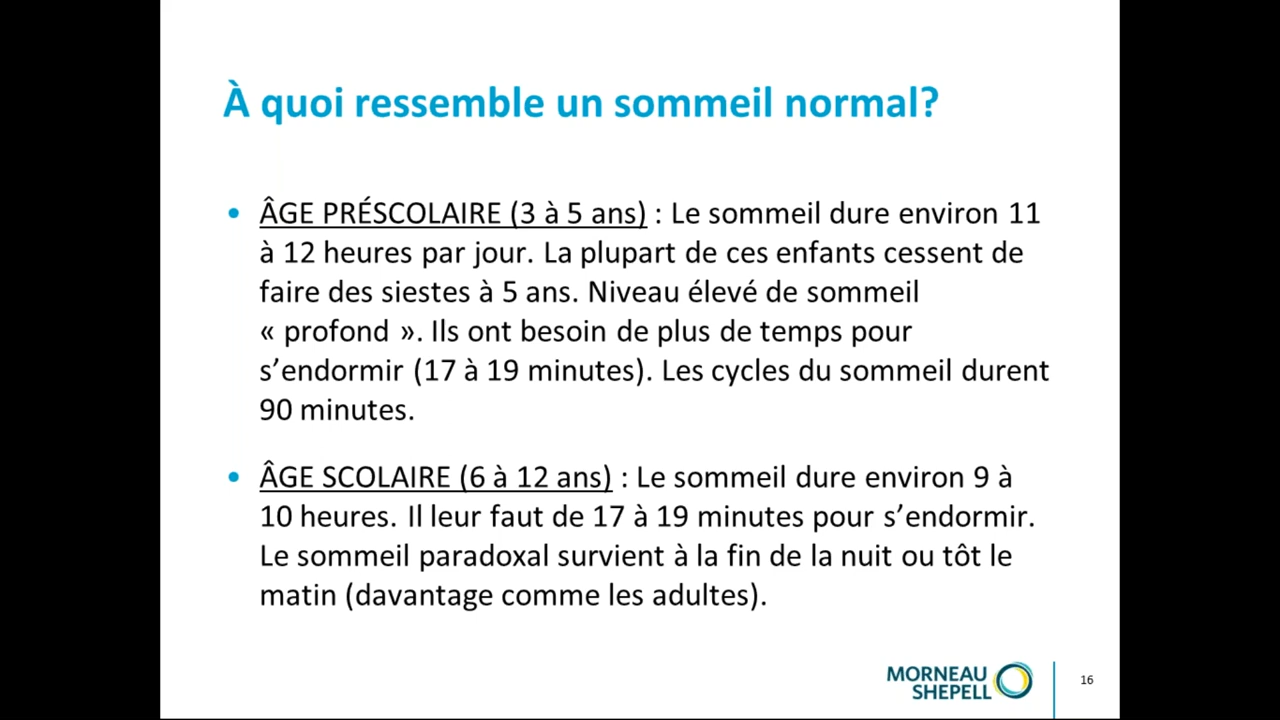 À quoi ressemble un sommeil normal?
• ÂGE PRÉSCOLAIRE (3 à 5 ans) : Le sommeil dure environ 11
à 12 heures par jour. La plupart de ces enfants cessent de
faire des siestes à 5 ans. Niveau élevé de sommeil
« profond ». Ils ont besoin de plus de temps pour
s’endormir (17 à 19 minutes). Les cycles du sommeil durent
90 minutes.
• ÂGE SCOLAIRE (6 à 12 ans) : Le sommeil dure environ 9 à
10 heures. Il leur faut de 17 à 19 minutes pour s’endormir.
Le sommeil paradoxal survient à la fin de la nuit ou tôt le
matin (davantage comme les adultes).
MORNEAU
SHEPELL
16